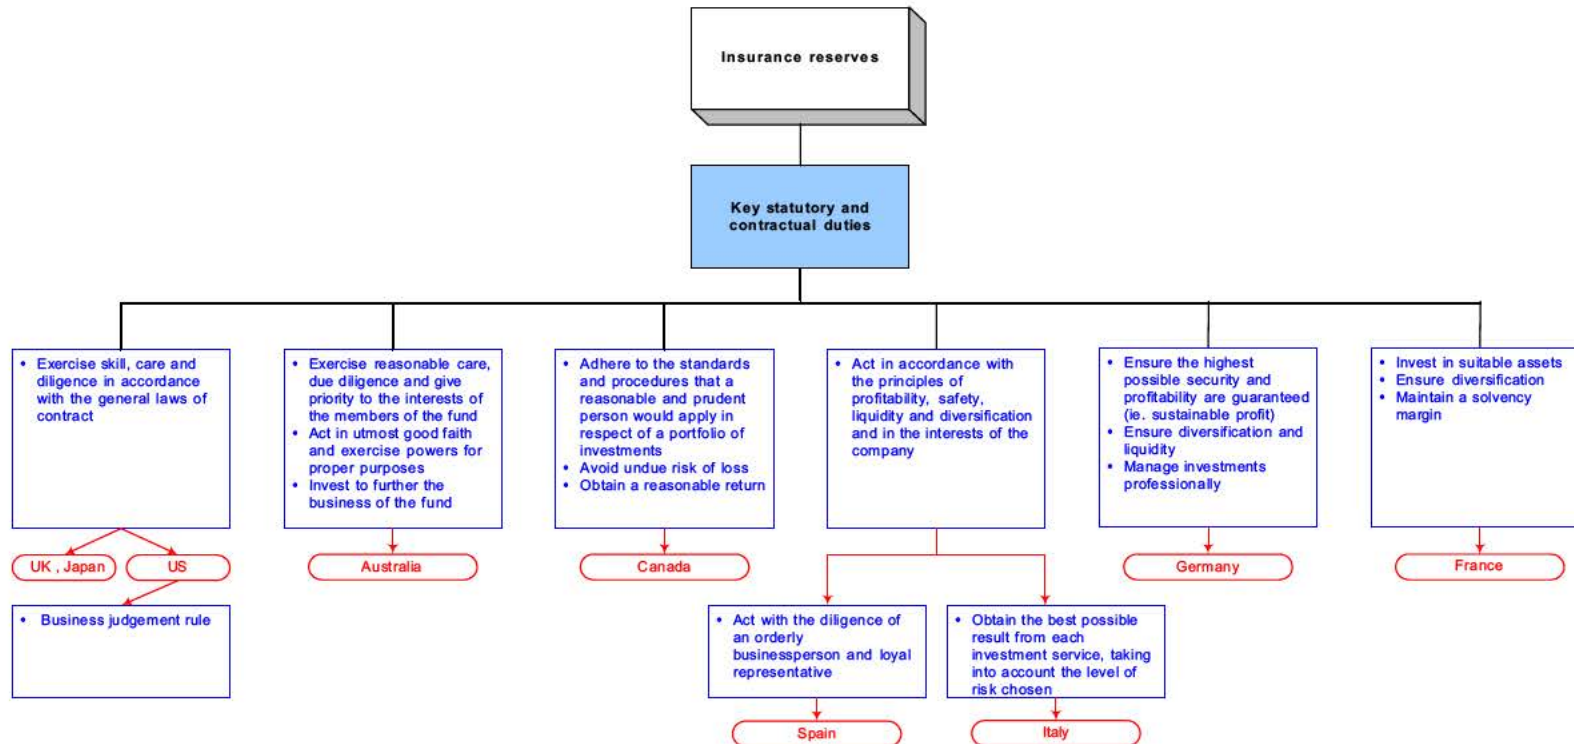 Insurance reserves
Key statutory and
contractual duties
• Exercise skill, care and
diligence in accordance
with the general laws of
contract
• Exercise reasonable care,
due diligence and give
priority to the interests of
the members of the fund
• Act in utmost good faith
and exercise powers for
proper purposes
• Invest to further the
business of the fund
• Adhere to the standards
and procedures that a
reasonable and prudent
person would apply in
respect of a portfolio of
investments
• Avoid undue risk of loss
• Obtain a reasonable return
• Act in accordance with
the principles of
profitability, safety,
liquidity and diversification
and in the interests of the
company
• Ensure the highest
possible security and
profitability are guaranteed
(ie. sustainable profit)
• Ensure diversification and
liquidity
• Manage investments
professionally
• Invest in suitable assets
• Ensure diversification
• Maintain a solvency
margin
UK , Japan
US
Australia
Canada
Germany
France
• Business judgement rule
• Act with the diligence of
an orderly
businessperson and loyal
representative
• Obtain the best possible
result from each
investment service, taking
into account the level of
risk chosen
Spain
Italy